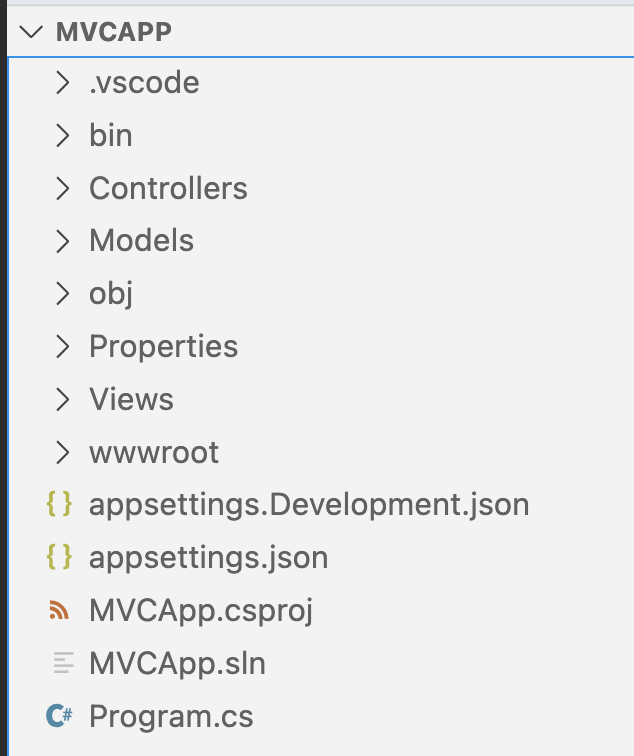 MVCAPP
.vscode
bin
Controllers
Models
obj
Properties
Views
wwwroot
{ } appsettings.Development.json
{ } appsettings.json
MVCApp.csproj
MVCApp.sln
C# Program.cs